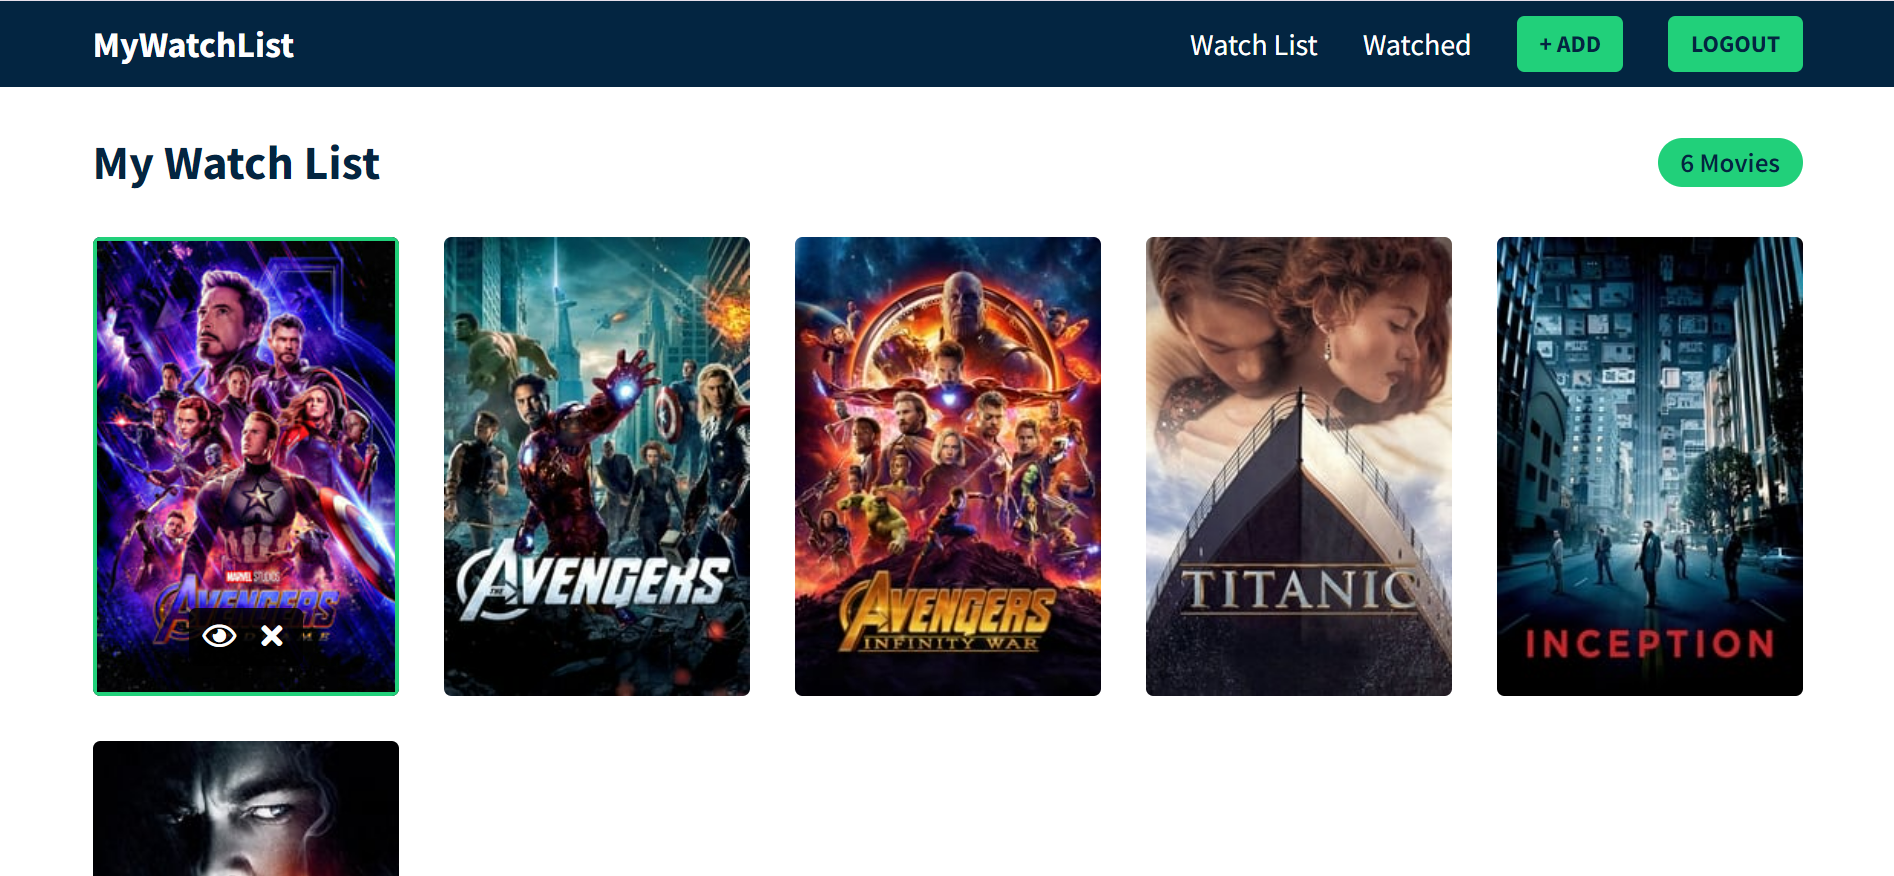 MyWatchList
Watch List
Watched
+ ADD
LOGOUT
My Watch List
6 Movies
MARVEL STUDIOS
AVENGERS
THE AVENGERS
AVENGERS
INFINITY WAR
TITANIC
INCEPTION